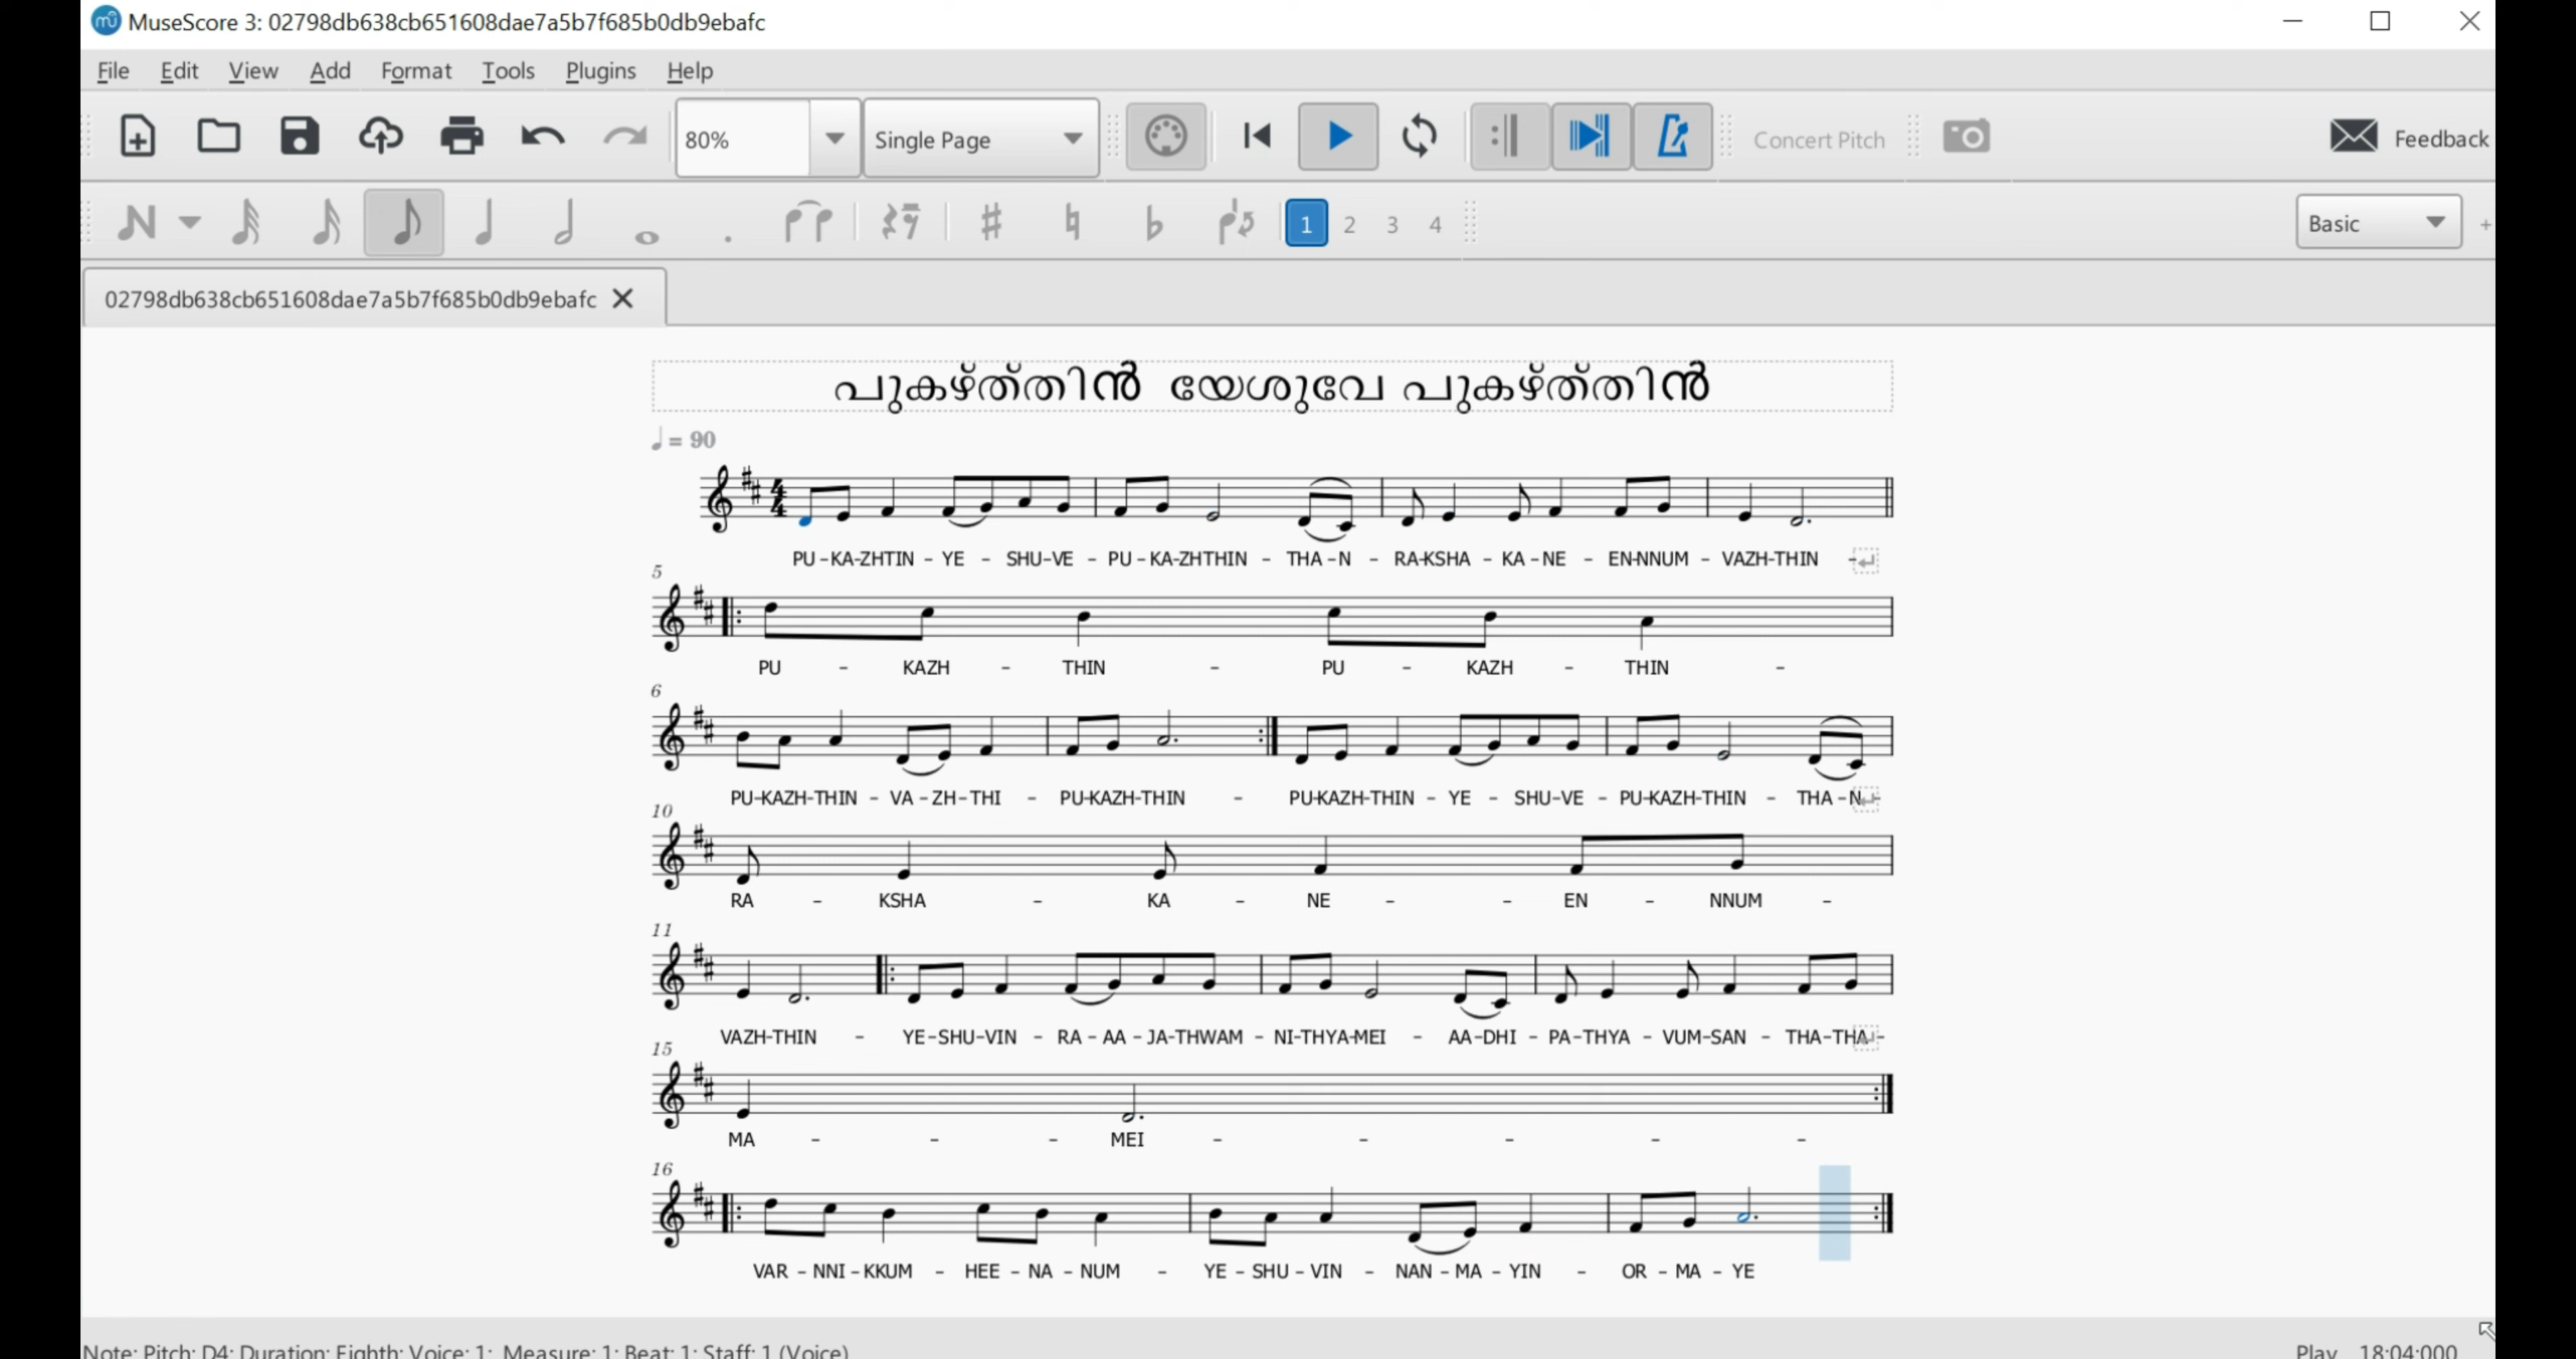 MuseScore 3: 02798db638cb651608dae7a5b7f685b0db9ebafc
File Edit View Add Format Tools Plugins Help
80% Single Page Concert Pitch Feedback
1 2 3 4 Basic +
02798db638cb651608dae7a5b7f685b0db9ebafc
പുകഴ്ത്തിൻ യേശുവേ പുകഴ്ത്തിൻ
= 90
4/4
PU-KA-ZHTIN - YE - SHU-VE - PU-KA-ZHTHIN - THA-N - RA-KSHA - KA-NE - EN-NNUM - VAZH-THIN -
5
PU - KAZH - THIN - PU - KAZH - THIN -
6
PU-KAZH-THIN - VA-ZH-THI - PU-KAZH-THIN - PU-KAZH-THIN - YE - SHU-VE - PU-KAZH-THIN - THA-N-
10
RA - KSHA - KA - NE - - EN - NNUM -
11
VAZH-THIN - YE-SHU-VIN - RA-AA-JA-THWAM - NI-THYA-MEI - AA-DHI - PA-THYA - VUM-SAN - THA-THA-
15
MA - - - MEI - - - - -
16
VAR-NNI-KKUM - HEE-NA-NUM - YE-SHU-VIN - NAN-MA-YIN - OR-MA-YE
Note; Pitch: D4; Duration: Eighth; Voice: 1; Measure: 1; Beat: 1; Staff: 1 (Voice) Play 18:04:000